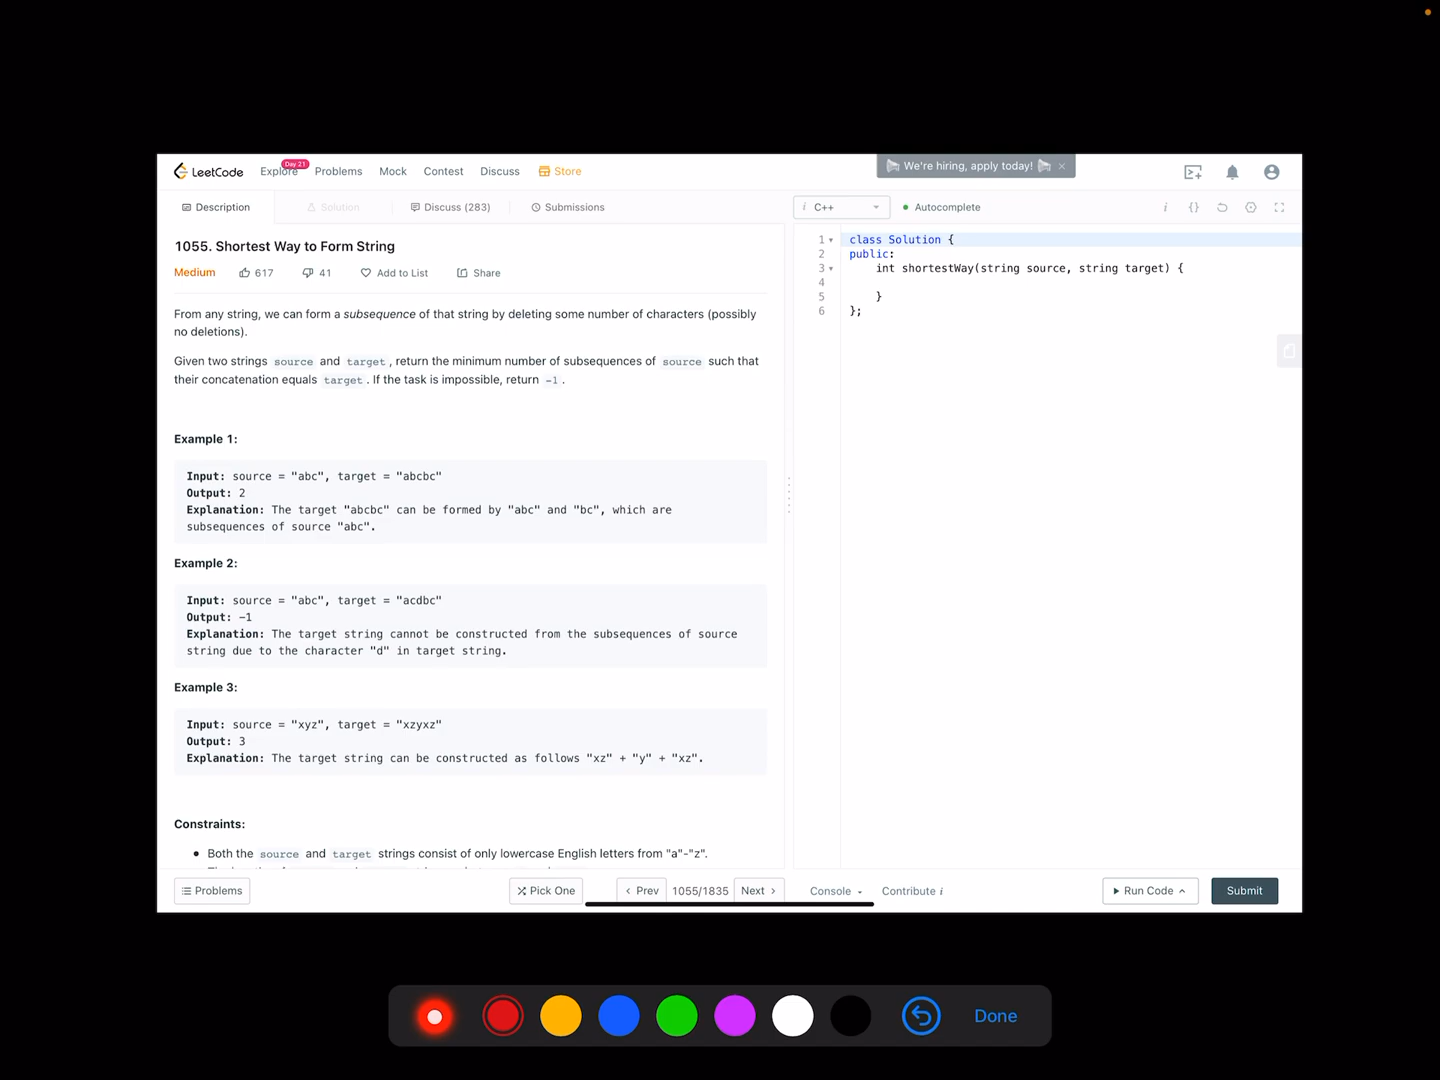 LeetCode Explore Day 21 Problems Mock Contest Discuss Store We're hiring, apply today! ×
Description Solution Discuss (283) Submissions
i C++ Autocomplete i {}
1055. Shortest Way to Form String
Medium 617 41 Add to List Share
From any string, we can form a subsequence of that string by deleting some number of characters (possibly
no deletions).
Given two strings source and target, return the minimum number of subsequences of source such that
their concatenation equals target. If the task is impossible, return -1.
Example 1:
Input: source = "abc", target = "abcbc"
Output: 2
Explanation: The target "abcbc" can be formed by "abc" and "bc", which are
subsequences of source "abc".
Example 2:
Input: source = "abc", target = "acdbc"
Output: -1
Explanation: The target string cannot be constructed from the subsequences of source
string due to the character "d" in target string.
Example 3:
Input: source = "xyz", target = "xzyxz"
Output: 3
Explanation: The target string can be constructed as follows "xz" + "y" + "xz".
Constraints:
• Both the source and target strings consist of only lowercase English letters from "a"-"z".
1 class Solution {
2 public:
3 int shortestWay(string source, string target) {
4
5 }
6 };
Problems Pick One < Prev 1055/1835 Next > Console Contribute i Run Code Submit
Done